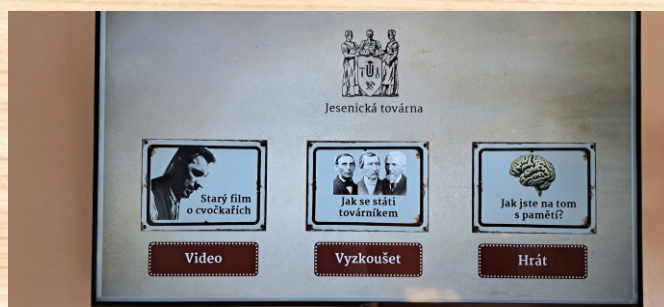 Jesenická továrna
Starý film
o cvočkařích
Jak se státi
továrníkem
Jak jste na tom
s pamětí?
Video
Vyzkoušet
Hrát